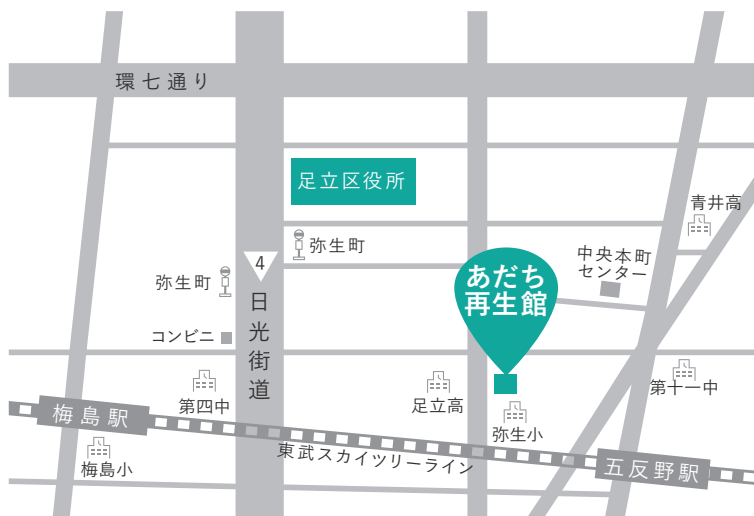 環七通り
足立区役所
青井高
弥生町
4
中央本町
センター
弥生町
あだち
再生館
日光街道
コンビニ
第四中
足立高
第十一中
梅島駅
弥生小
梅島小
東武スカイツリーライン
五反野駅